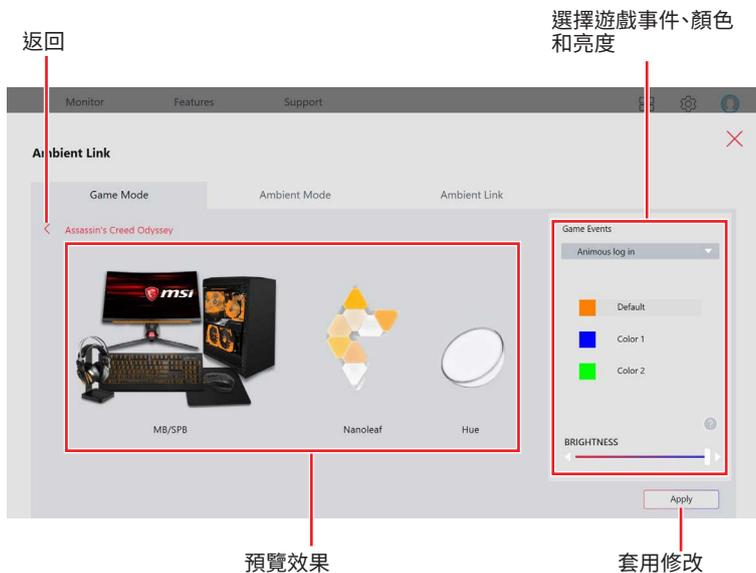 選擇遊戲事件、顏色
和亮度
返回
Monitor Features Support
Ambient Link
Game Mode Ambient Mode Ambient Link
Assassin's Creed Odyssey
Game Events
Animous log in
msi
Default
Color 1
Color 2
MB/SPB Nanoleaf Hue
?
BRIGHTNESS
Apply
預覽效果
套用修改